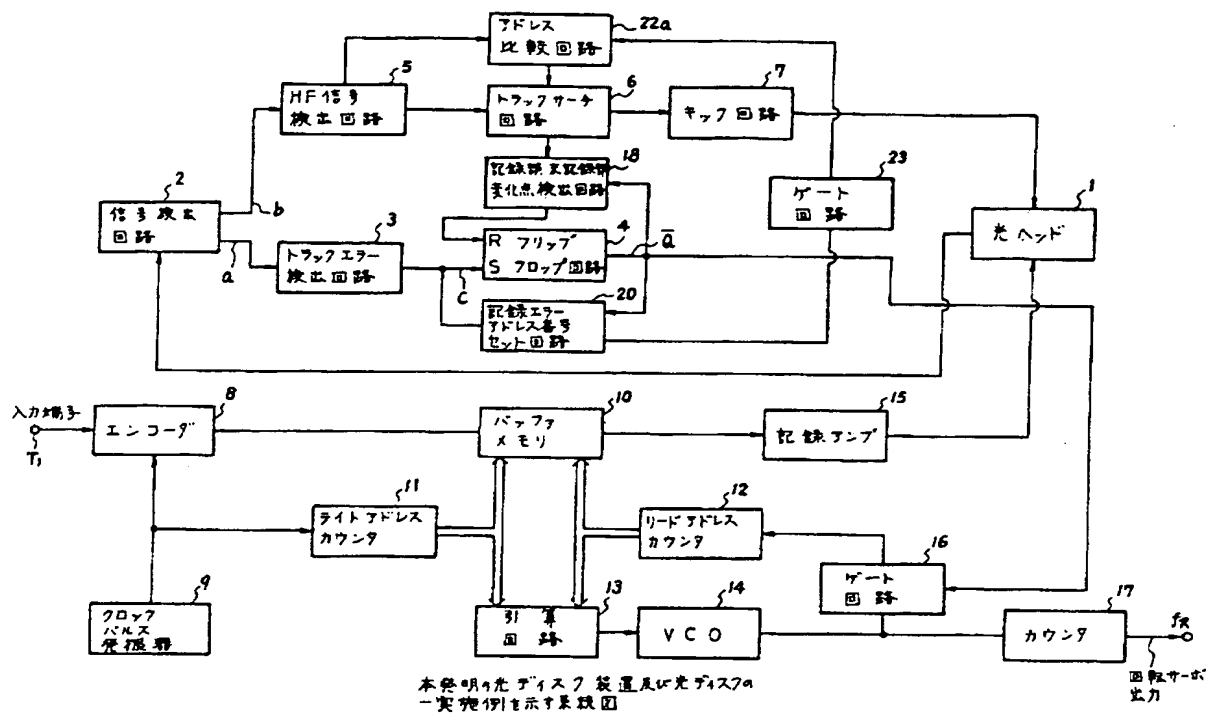 アドレス
比較回路
22a
5
HF信号
検出回路
6
トラックサーチ
回路
7
キック回路
18
記録部未記録部
変化点検出回路
23
ゲート
回路
2
信号検出
回路
b
a
3
トラックエラー
検出回路
4
R フリップ
S フロップ回路
Q
c
1
光ヘッド
20
記録エラー
アドレス番号
セット回路
入力端子
T1
8
エンコーダ
10
バッファ
メモリ
15
記録アンプ
11
ライトアドレス
カウンタ
12
リードアドレス
カウンタ
16
ゲート
回路
9
クロック
パルス
発振器
13
引算
回路
14
VCO
17
カウンタ
fR
回転サーボ
出力
本発明の光ディスク装置及び光ディスクの
一実施例を示す系統図